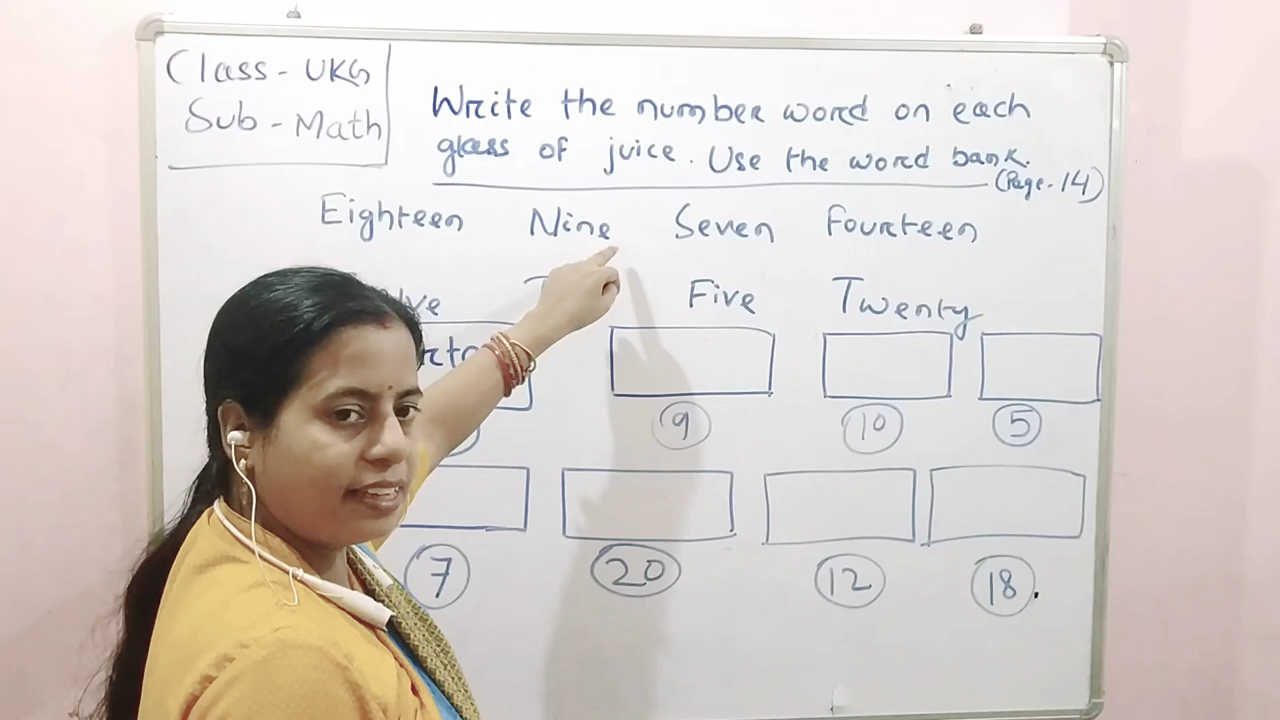 Class - UKG
Sub - Math
Write the number word on each
glass of juice. Use the word bank.
(Page - 14)
Eighteen Nine Seven Fourteen
Five Twenty
9 10 5
7 20 12 18.